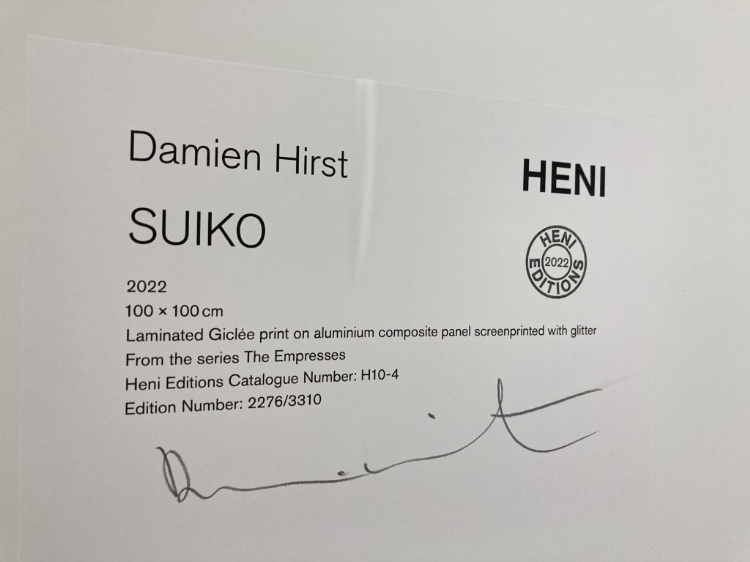 Damien Hirst
HENI
SUIKO
HENI
2022
EDITIONS
2022
100 × 100 cm
Laminated Giclée print on aluminium composite panel screenprinted with glitter
From the series The Empresses
Heni Editions Catalogue Number: H10-4
Edition Number: 2276/3310